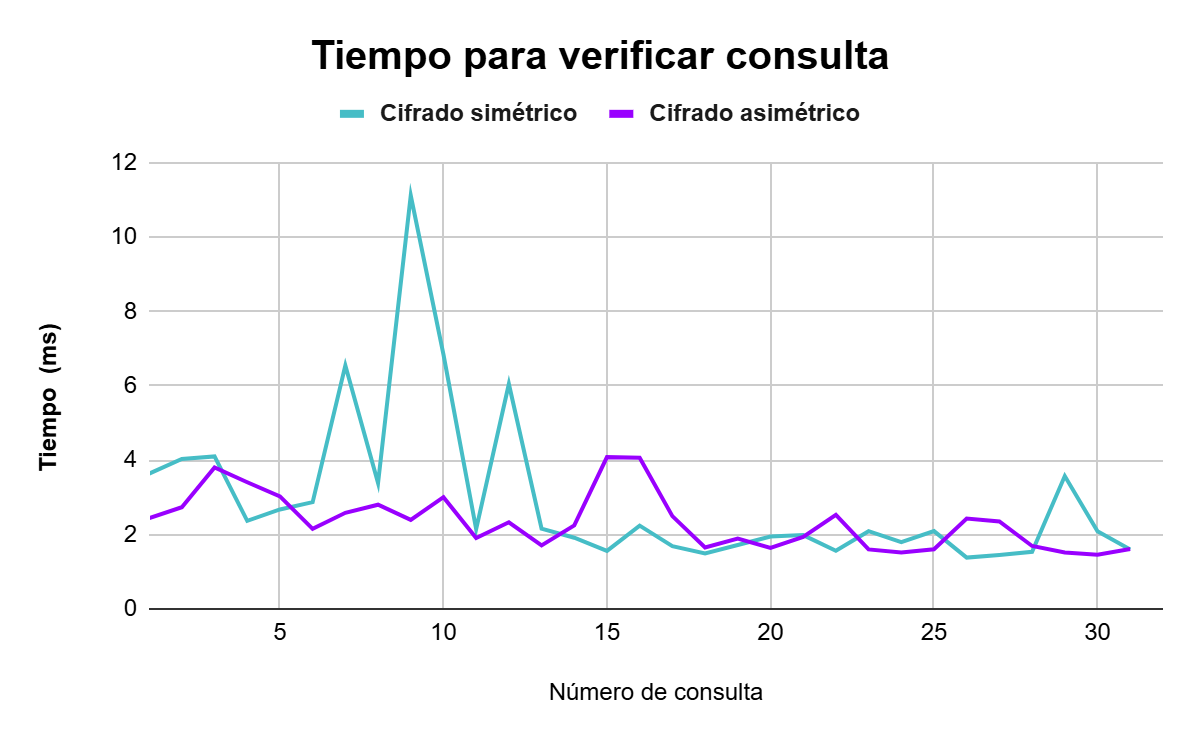 Tiempo para verificar consulta
Cifrado simétrico Cifrado asimétrico
12
10
8
6
4
2
0
Tiempo (ms)
5 10 15 20 25 30
Número de consulta